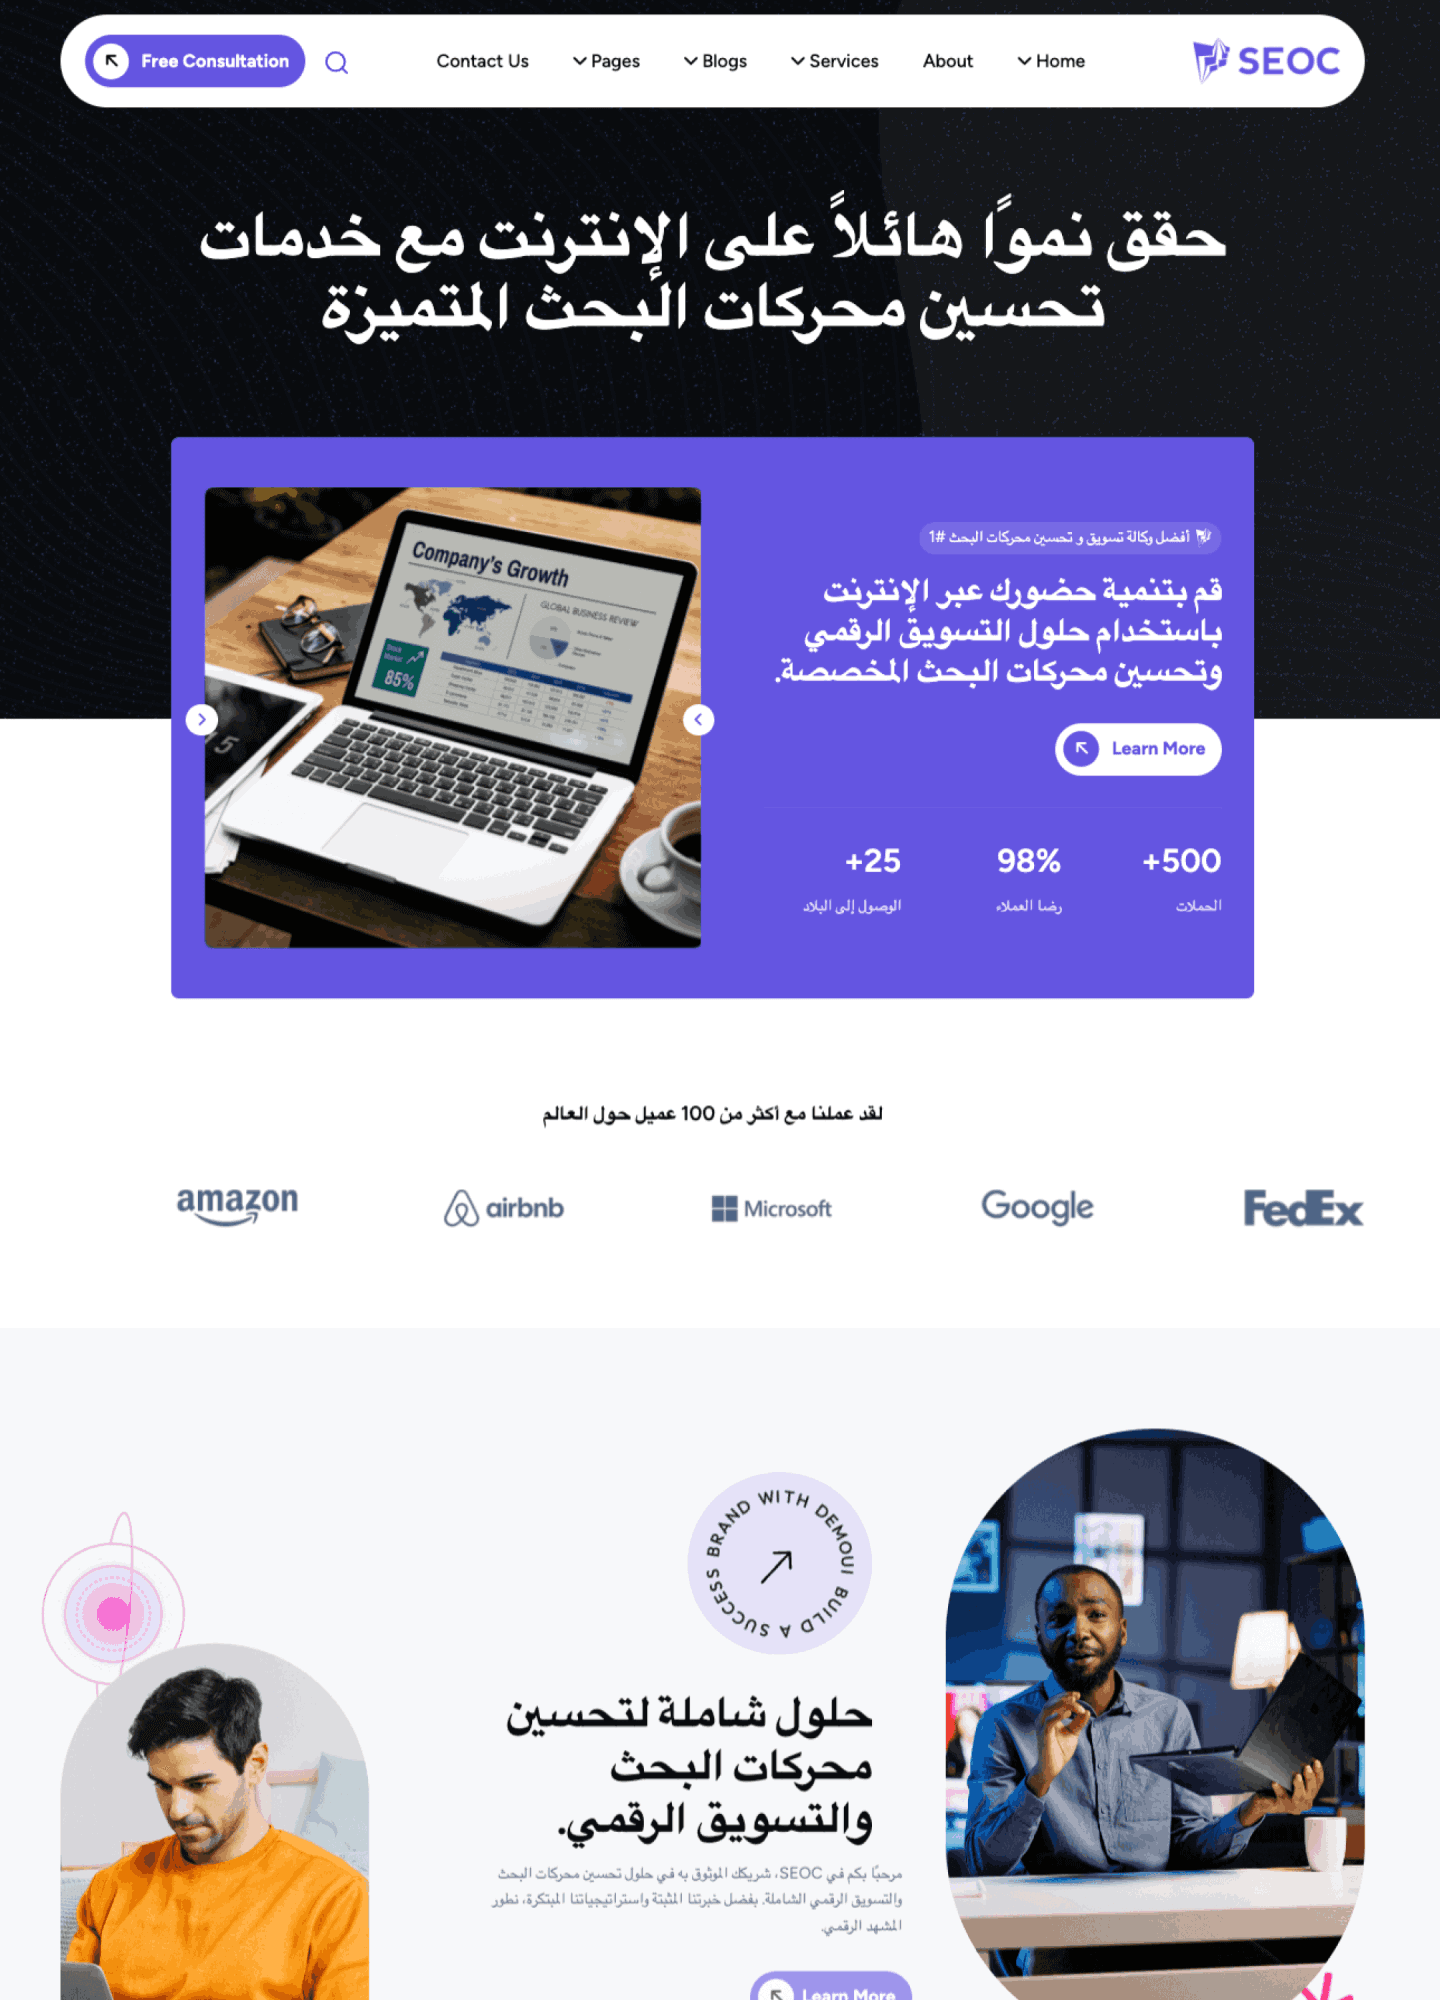 SEOC
Home
About
Services
Blogs
Pages
Contact Us
Free Consultation
حقق نموًا هائلاً على الإنترنت مع خدمات
تحسين محركات البحث المتميزة
أفضل وكالة تسويق و تحسين محركات البحث #1
قم بتنمية حضورك عبر الإنترنت
باستخدام حلول التسويق الرقمي
وتحسين محركات البحث المخصصة.
Learn More
+500
98%
+25
الحملات
رضا العملاء
الوصول إلى البلاد
Company's Growth
GLOBAL BUSINESS REVIEW
Stock
Market
85%
15
لقد عملنا مع أكثر من 100 عميل حول العالم
FedEx
Google
Microsoft
airbnb
amazon
BRAND WITH DEMOUI BUILD A SUCCESS
حلول شاملة لتحسين
محركات البحث
والتسويق الرقمي.
مرحبًا بكم في SEOC، شريكك الموثوق به في حلول تحسين محركات البحث
والتسويق الرقمي الشاملة. بفضل خبرتنا المثبتة واستراتيجياتنا المبتكرة، نطور
المشهد الرقمي.
Learn More